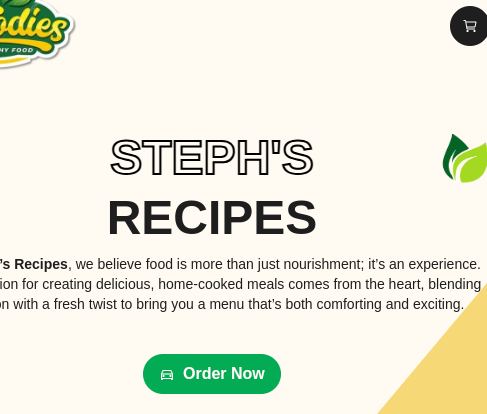 odies
HY FOOD
STEPH'S
RECIPES
's Recipes, we believe food is more than just nourishment; it's an experience.
ion for creating delicious, home-cooked meals comes from the heart, blending
on with a fresh twist to bring you a menu that's both comforting and exciting.
Order Now